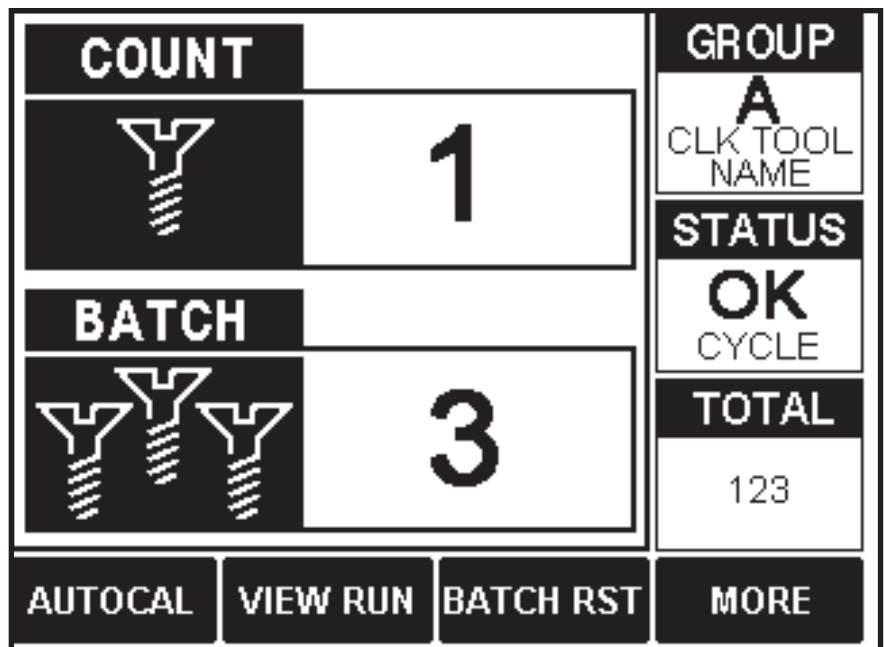 COUNT
1
BATCH
3
GROUP
A
CLK TOOL
NAME
STATUS
OK
CYCLE
TOTAL
123
AUTOCAL
VIEW RUN
BATCH RST
MORE